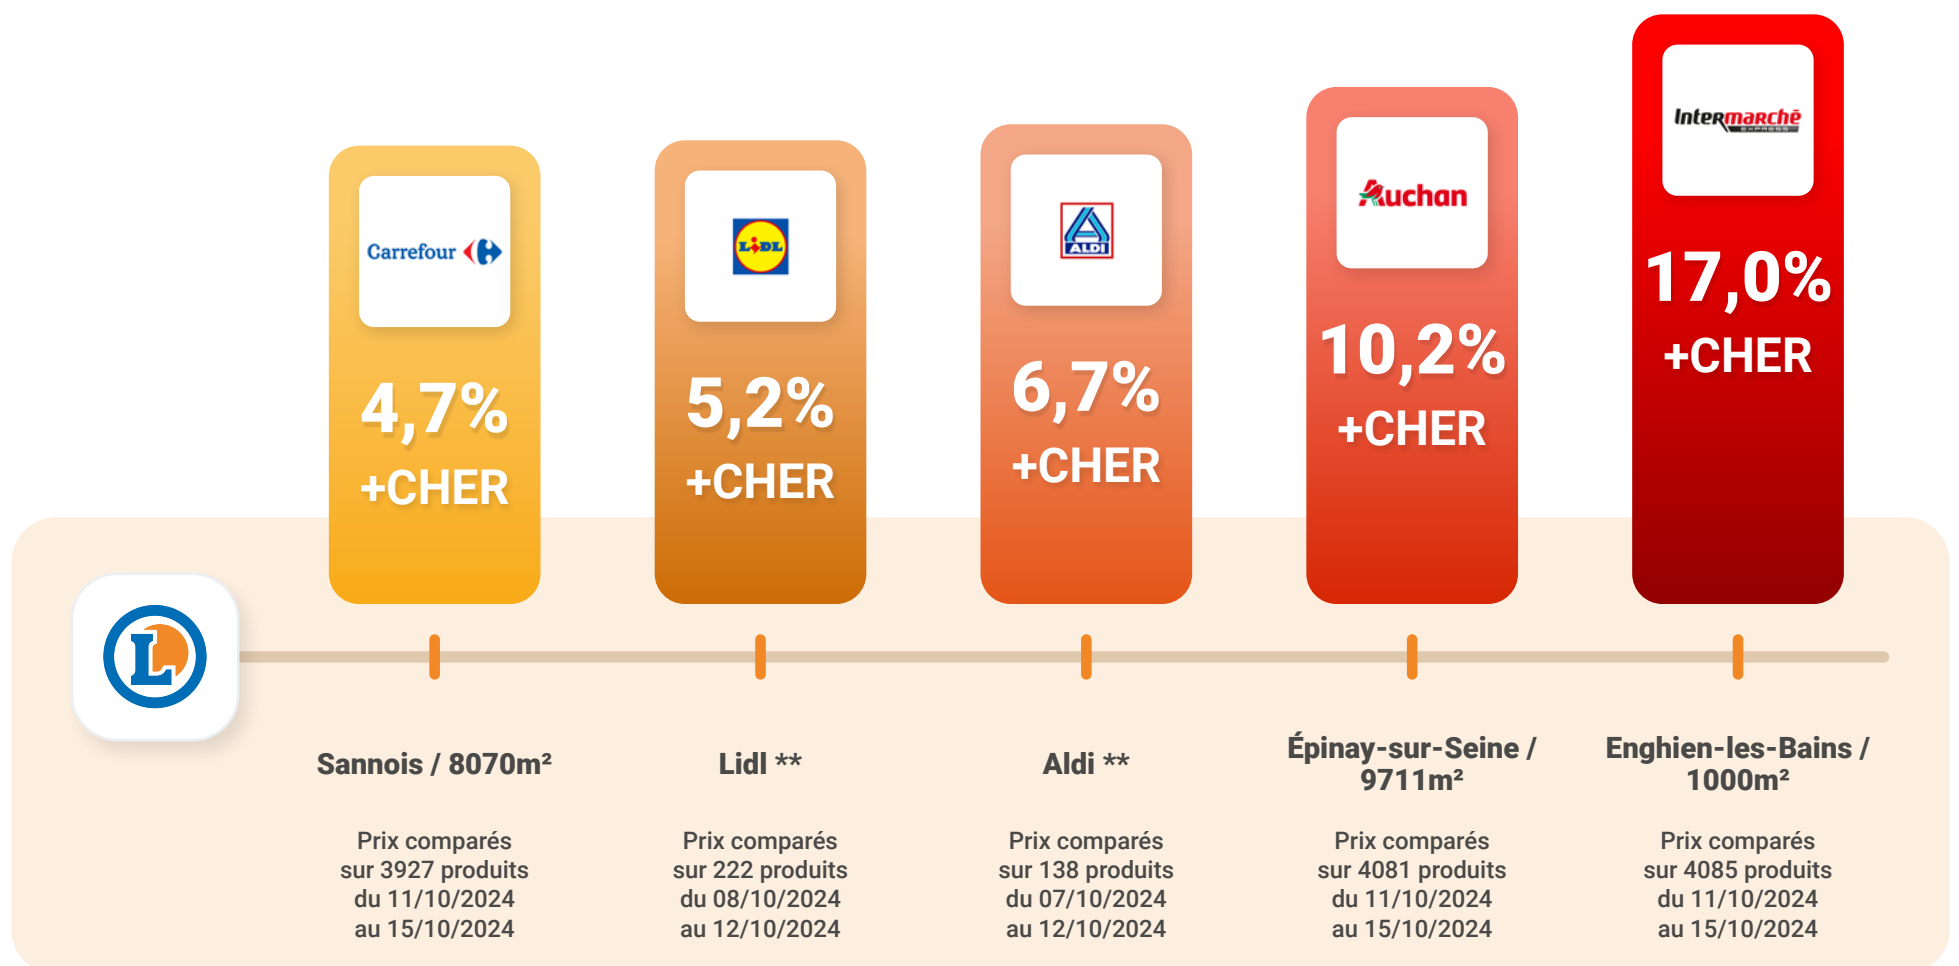 Carrefour
4,7%
+CHER
LIDL
5,2%
+CHER
ALDI
6,7%
+CHER
Auchan
10,2%
+CHER
Intermarchē
EXPRESS
17,0%
+CHER
L
Sannois / 8070m²
Prix comparés
sur 3927 produits
du 11/10/2024
au 15/10/2024
Lidl **
Prix comparés
sur 222 produits
du 08/10/2024
au 12/10/2024
Aldi **
Prix comparés
sur 138 produits
du 07/10/2024
au 12/10/2024
Épinay-sur-Seine /
9711m²
Prix comparés
sur 4081 produits
du 11/10/2024
au 15/10/2024
Enghien-les-Bains /
1000m²
Prix comparés
sur 4085 produits
du 11/10/2024
au 15/10/2024